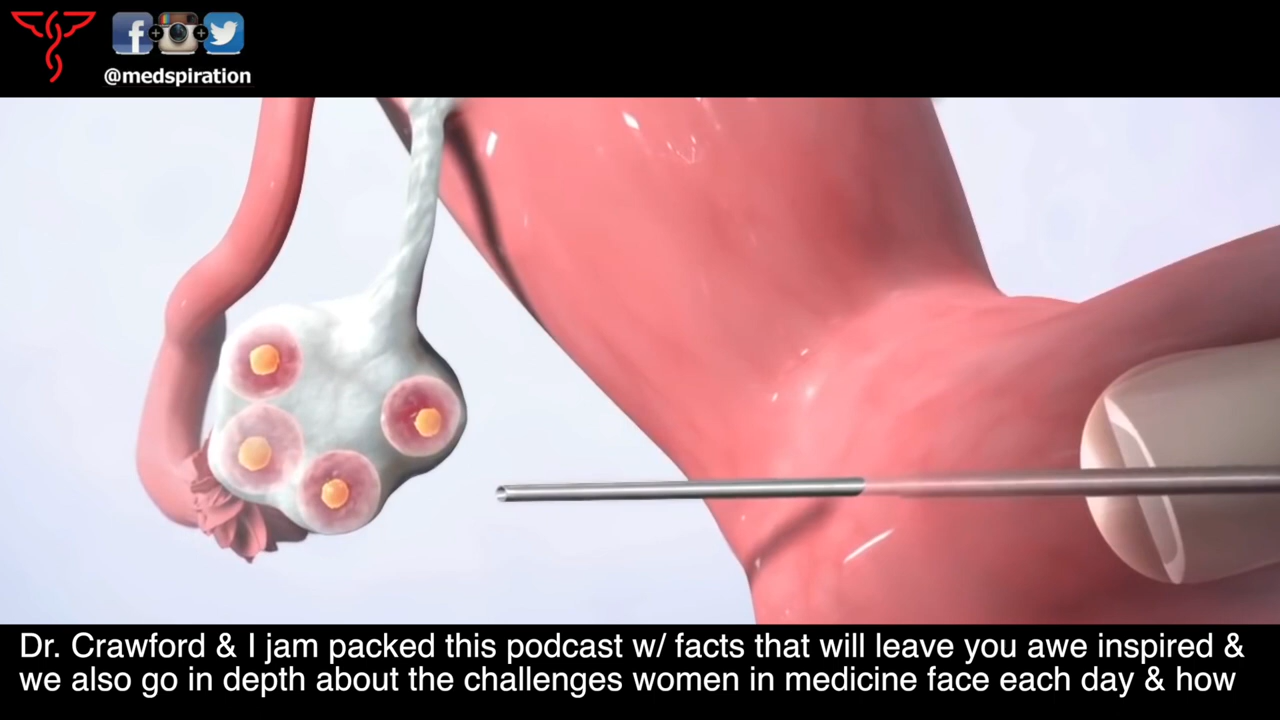 @medspiration
Dr. Crawford & I jam packed this podcast w/ facts that will leave you awe inspired &
we also go in depth about the challenges women in medicine face each day & how